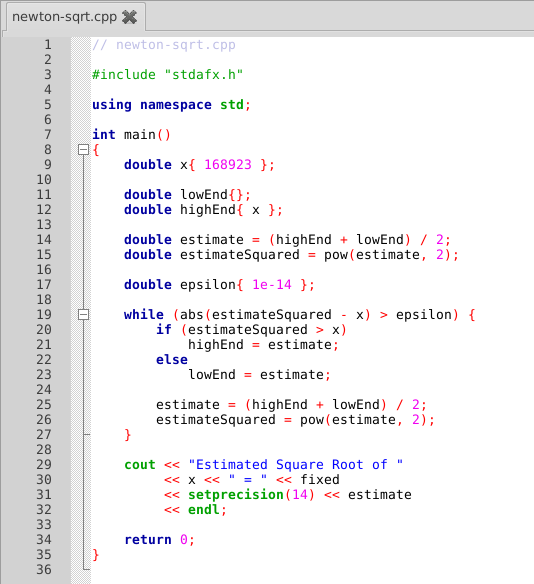 newton-sqrt.cpp
1 // newton-sqrt.cpp
2
3 #include "stdafx.h"
4
5 using namespace std;
6
7 int main()
8 {
9     double x{ 168923 };
10
11     double lowEnd{};
12     double highEnd{ x };
13
14     double estimate = (highEnd + lowEnd) / 2;
15     double estimateSquared = pow(estimate, 2);
16
17     double epsilon{ 1e-14 };
18
19     while (abs(estimateSquared - x) > epsilon) {
20         if (estimateSquared > x)
21             highEnd = estimate;
22         else
23             lowEnd = estimate;
24
25         estimate = (highEnd + lowEnd) / 2;
26         estimateSquared = pow(estimate, 2);
27     }
28
29     cout << "Estimated Square Root of "
30          << x << " = " << fixed
31          << setprecision(14) << estimate
32          << endl;
33
34     return 0;
35 }
36